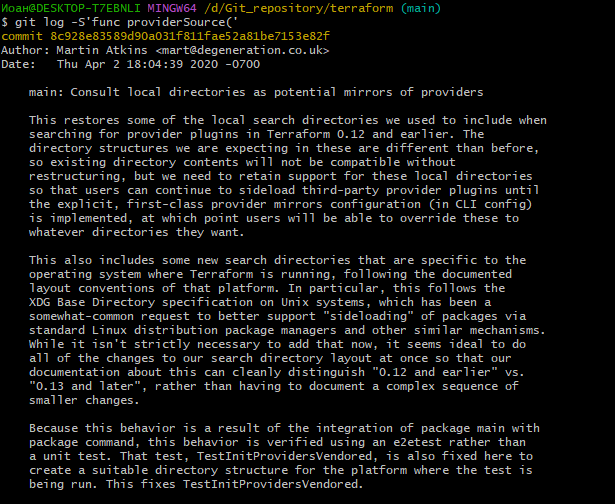 Иоан@DESKTOP-T7EBNLI MINGW64 /d/Git_repository/terraform (main)
$ git log -S'func providerSource('
commit 8c928e83589d90a031f811fae52a81be7153e82f
Author: Martin Atkins <mart@degeneration.co.uk>
Date:   Thu Apr 2 18:04:39 2020 -0700

    main: Consult local directories as potential mirrors of providers

    This restores some of the local search directories we used to include when
    searching for provider plugins in Terraform 0.12 and earlier. The
    directory structures we are expecting in these are different than before,
    so existing directory contents will not be compatible without
    restructuring, but we need to retain support for these local directories
    so that users can continue to sideload third-party provider plugins until
    the explicit, first-class provider mirrors configuration (in CLI config)
    is implemented, at which point users will be able to override these to
    whatever directories they want.

    This also includes some new search directories that are specific to the
    operating system where Terraform is running, following the documented
    layout conventions of that platform. In particular, this follows the
    XDG Base Directory specification on Unix systems, which has been a
    somewhat-common request to better support "sideloading" of packages via
    standard Linux distribution package managers and other similar mechanisms.
    While it isn't strictly necessary to add that now, it seems ideal to do
    all of the changes to our search directory layout at once so that our
    documentation about this can cleanly distinguish "0.12 and earlier" vs.
    "0.13 and later", rather than having to document a complex sequence of
    smaller changes.

    Because this behavior is a result of the integration of package main with
    package command, this behavior is verified using an e2etest rather than
    a unit test. That test, TestInitProvidersVendored, is also fixed here to
    create a suitable directory structure for the platform where the test is
    being run. This fixes TestInitProvidersVendored.